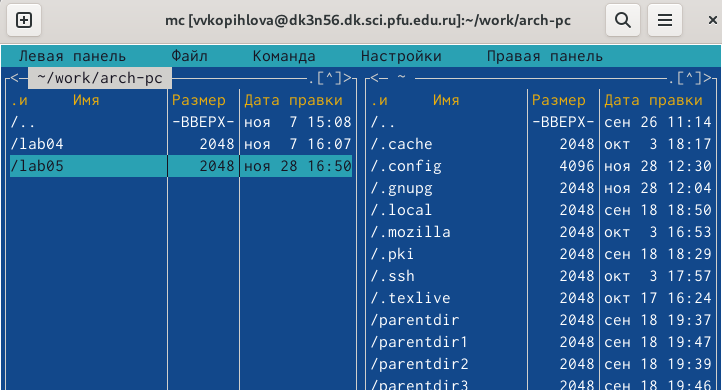 mc [vvkopihlova@dk3n56.dk.sci.pfu.edu.ru]:~/work/arch-pc
Левая панель Файл Команда Настройки Правая панель
<— ~/work/arch-pc .[^]>
.и Имя Размер Дата правки
/.. -ВВЕРХ- ноя 7 15:08
/lab04 2048 ноя 7 16:07
/lab05 2048 ноя 28 16:50
<— ~ .[^]>
.и Имя Размер Дата правки
/.. -ВВЕРХ- сен 26 11:14
/.cache 2048 окт 3 18:17
/.config 4096 ноя 28 12:30
/.gnupg 2048 ноя 28 12:04
/.local 2048 сен 18 18:50
/.mozilla 2048 окт 3 16:53
/.pki 2048 сен 18 18:29
/.ssh 2048 окт 3 17:57
/.texlive 2048 окт 17 16:24
/parentdir 2048 сен 18 19:37
/parentdir1 2048 сен 18 19:47
/parentdir2 2048 сен 18 19:39
/parentdir3 2048 сен 18 19:46